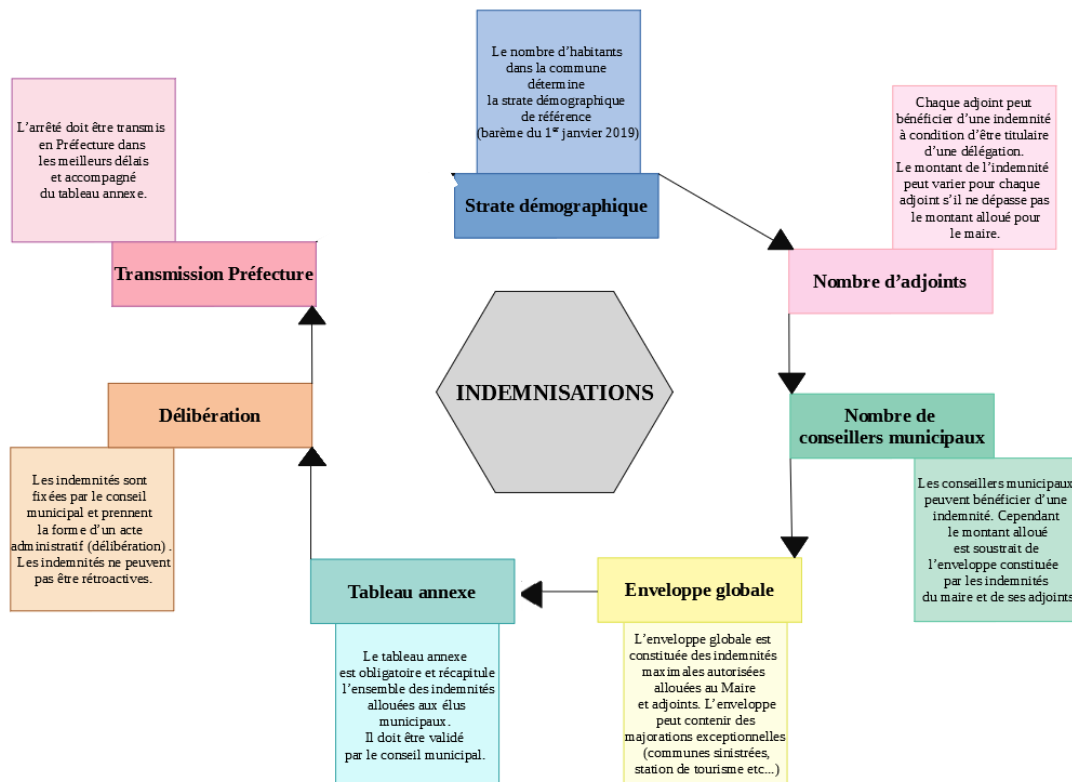 Le nombre d'habitants
dans la commune
détermine
la strate démographique
de référence
(barème du 1er janvier 2019)
Strate démographique
Chaque adjoint peut
bénéficier d'une indemnité
à condition d'être titulaire
d'une délégation.
Le montant de l'indemnité
peut varier pour chaque
adjoint s'il ne dépasse pas
le montant alloué pour
le maire.
Nombre d'adjoints
Nombre de
conseillers municipaux
Les conseillers municipaux
peuvent bénéficier d'une
indemnité. Cependant
le montant alloué
est soustrait de
l'enveloppe constituée
par les indemnités
du maire et de ses adjoints
Enveloppe globale
L'enveloppe globale est
constituée des indemnités
maximales autorisées
allouées au Maire
et adjoints. L'enveloppe
peut contenir des
majorations exceptionnelles
(communes sinistrées,
station de tourisme etc...)
Tableau annexe
Le tableau annexe
est obligatoire et récapitule
l'ensemble des indemnités
allouées aux élus
municipaux.
Il doit être validé
par le conseil municipal.
Délibération
Les indemnités sont
fixées par le conseil
municipal et prennent
la forme d'un acte
administratif (délibération) .
Les indemnités ne peuvent
pas être rétroactives.
L'arrêté doit être transmis
en Préfecture dans
les meilleurs délais
et accompagné
du tableau annexe.
Transmission Préfecture
INDEMNISATIONS